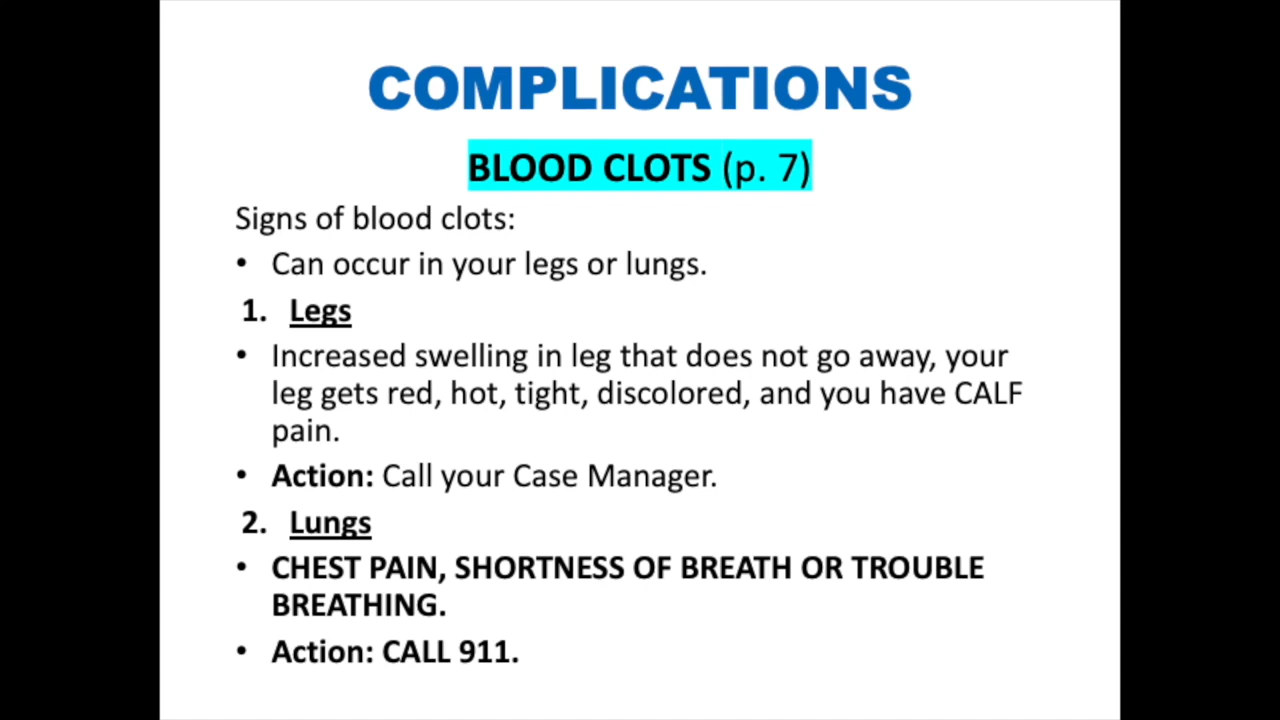 COMPLICATIONS
BLOOD CLOTS (p. 7)
Signs of blood clots:
• Can occur in your legs or lungs.
1. Legs
• Increased swelling in leg that does not go away, your
leg gets red, hot, tight, discolored, and you have CALF
pain.
• Action: Call your Case Manager.
2. Lungs
• CHEST PAIN, SHORTNESS OF BREATH OR TROUBLE
BREATHING.
• Action: CALL 911.